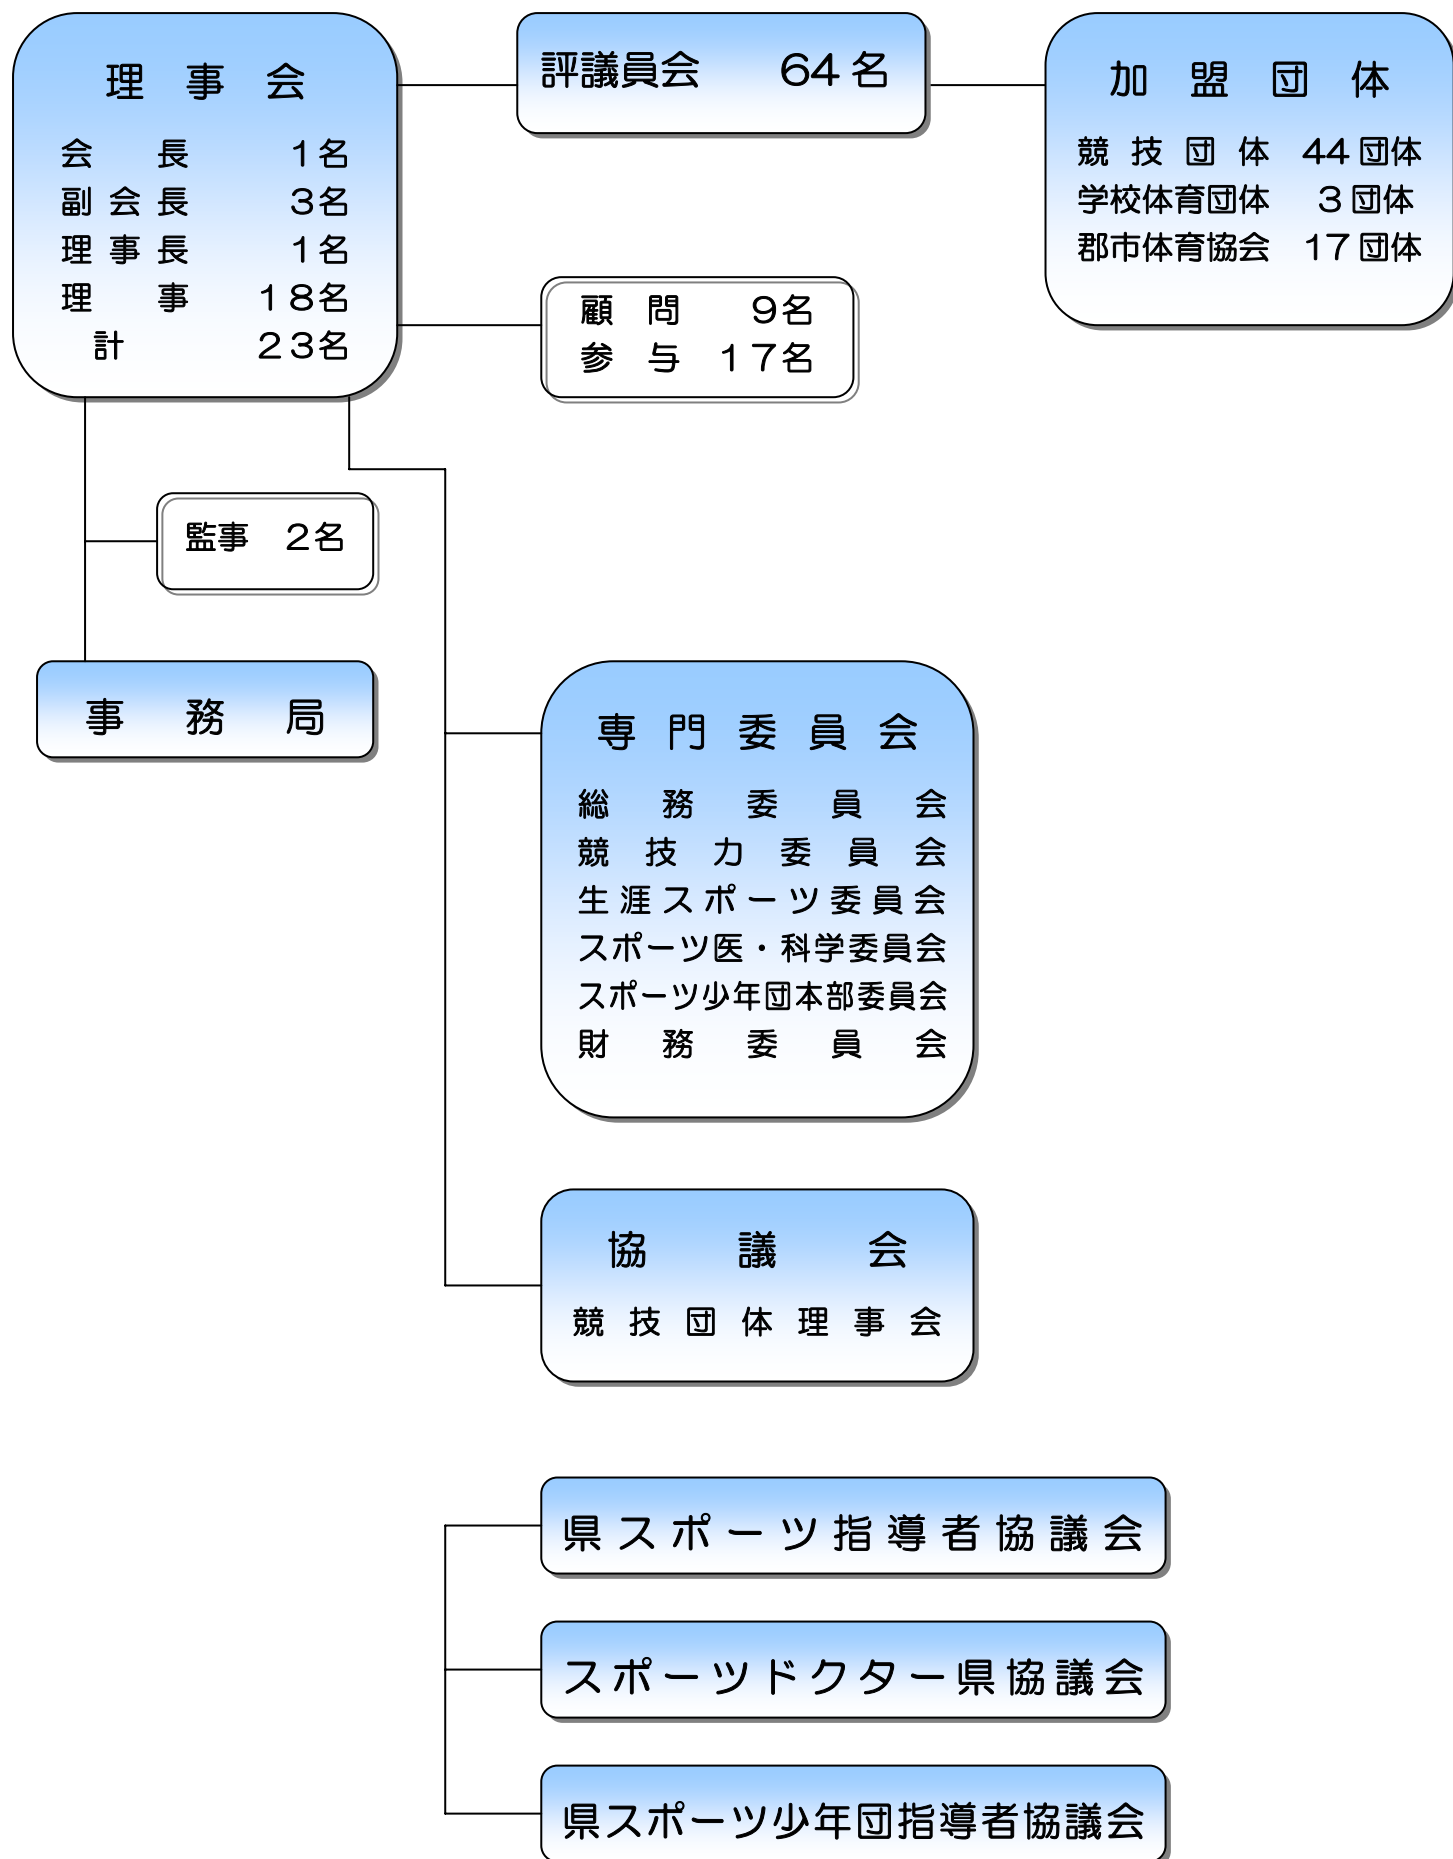 理事会
会長 1名
副会長 3名
理事長 1名
理事 18名
計 23名
評議員会 64名
加盟団体
競技団体 44団体
学校体育団体 3団体
郡市体育協会 17団体
顧問 9名
参与 17名
監事 2名
事務局
専門委員会
総務委員会
競技力委員会
生涯スポーツ委員会
スポーツ医・科学委員会
スポーツ少年団本部委員会
財務委員会
協議会
競技団体理事会
県スポーツ指導者協議会
スポーツドクター県協議会
県スポーツ少年団指導者協議会